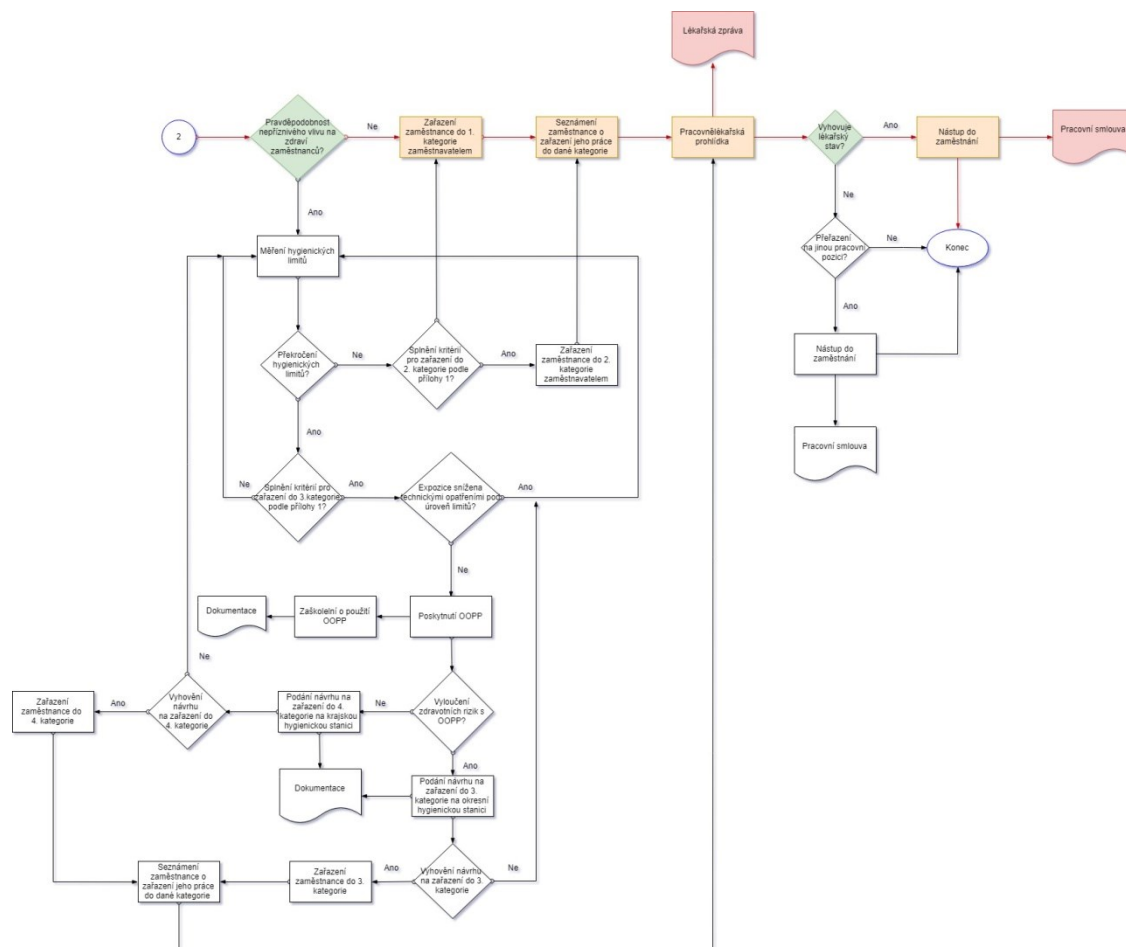 Lékařská zpráva
2
Pravděpodobnost
nepříznivého vlivu na
zdraví
zaměstnanců?
Ne
Zařazení
zaměstnance do 1.
kategorie
zaměstnavatelem
Seznámení
zaměstnance o
zařazení jeho práce
do dané kategorie
Pracovnělékařská
prohlídka
Vyhovuje
lékařský
stav?
Ano
Nástup do
zaměstnání
Pracovní smlouva
Ano
Ne
Měření hygienických
limitů
Přeřazení
na jinou pracovní
pozici?
Ne
Konec
Ano
Překročení
hygienických
limitů?
Ne
Splnění kritérií
pro zařazení do
2. kategorie podle
přílohy 1?
Ano
Zařazení
zaměstnance do 2.
kategorie
zaměstnavatelem
Nástup do
zaměstnání
Pracovní smlouva
Ano
Ne
Splnění kritérií pro
zařazení do 3.kategorie
podle přílohy 1?
Ano
Expozice snížena
technickými opatřeními pod
úroveň limitů?
Ano
Ne
Dokumentace
Zaškolelní o použití
OOPP
Poskytnutí OOPP
Ne
Zařazení
zaměstnance do
4. kategorie
Ano
Vyhovění
návrhu
na zařazení do
4. kategorie
Podání návrhu na
zařazení do 4.
kategorie na krajskou
hygienickou stanici
Ne
Vyloučení
zdravotních rizik s
OOPP?
Ano
Dokumentace
Podání návrhu na
zařazení do 3.
kategorie na okresní
hygienickou stanici
Seznámení
zaměstnance o
zařazení jeho práce
do dané kategorie
Zařazení
zaměstnance do 3.
kategorie
Ano
Vyhovění návrhu
na zařazení do 3.
kategorie
Ne